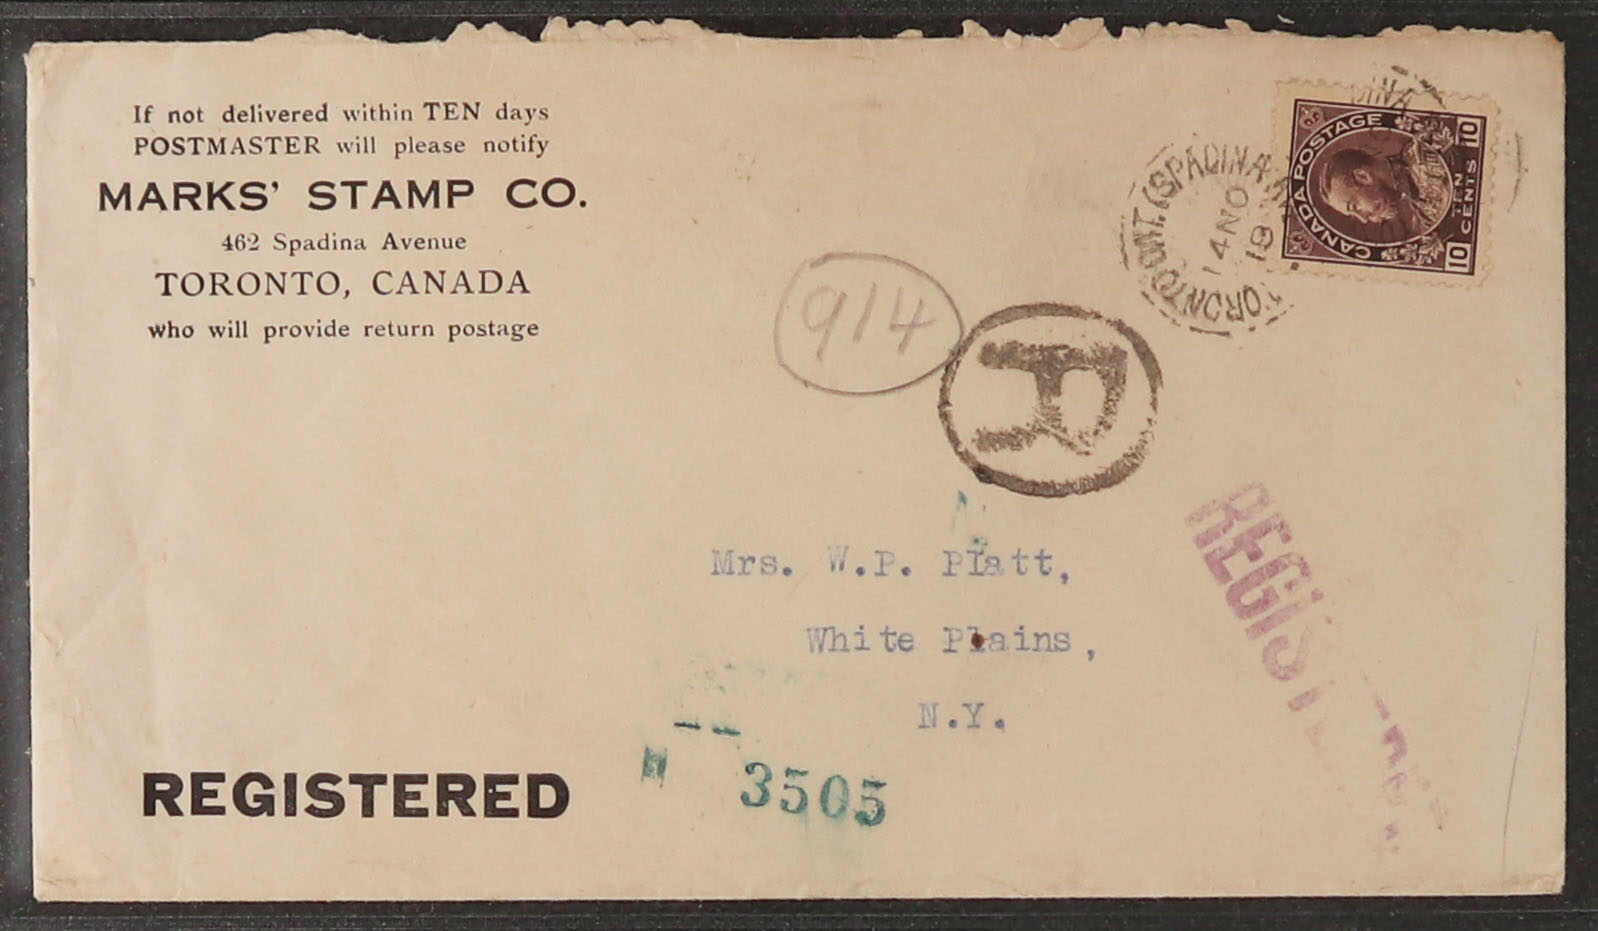 If not delivered within TEN days
POSTMASTER will please notify
MARKS' STAMP CO.
462 Spadina Avenue
TORONTO, CANADA
who will provide return postage
CANADA POSTAGE
10 TEN CENTS 10
TORONTO ONT. (SPADINA
14 NO
18
914
R
REGISTE
Mrs. W.P. Platt,
White Plains,
N.Y.
3505
REGISTERED